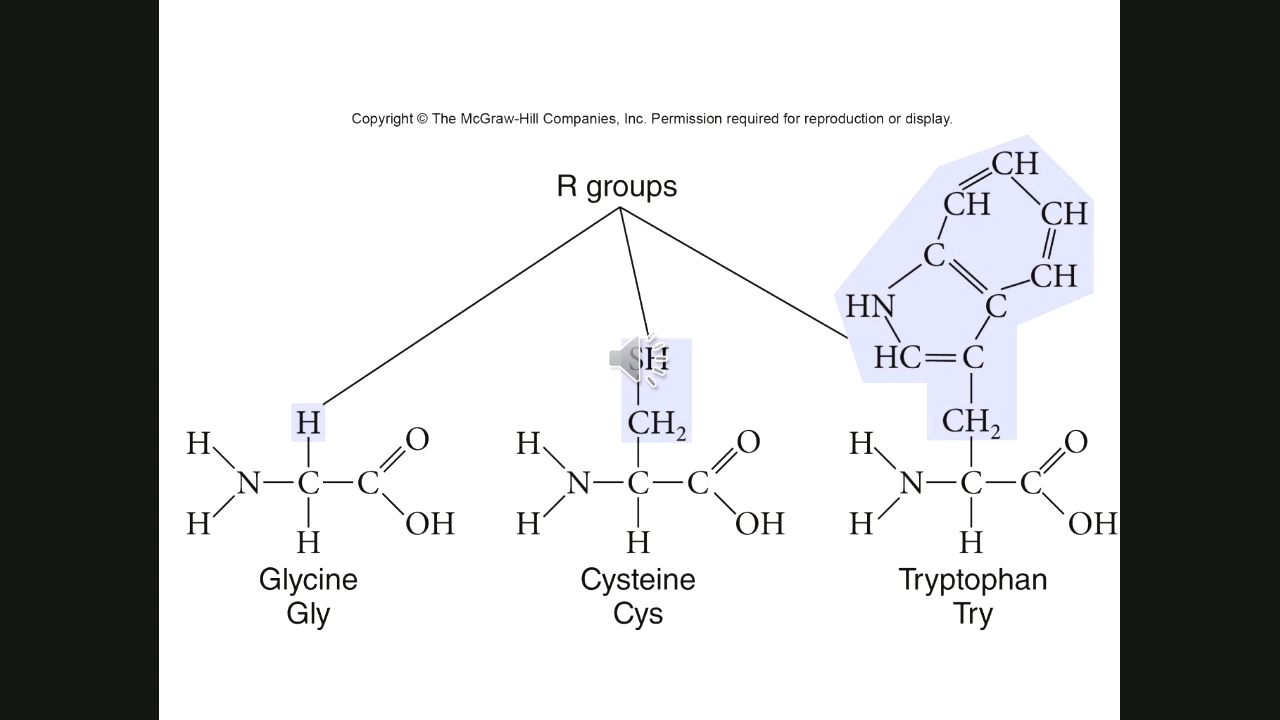 Copyright © The McGraw-Hill Companies, Inc. Permission required for reproduction or display.
R groups
CH
CH
CH
C
CH
HN
C
HC
C
SH
H
CH₂
CH₂
H
O
H
O
H
O
N
C
C
N
C
C
N
C
C
H
OH
H
OH
H
OH
H
H
H
Glycine
Cysteine
Tryptophan
Gly
Cys
Try